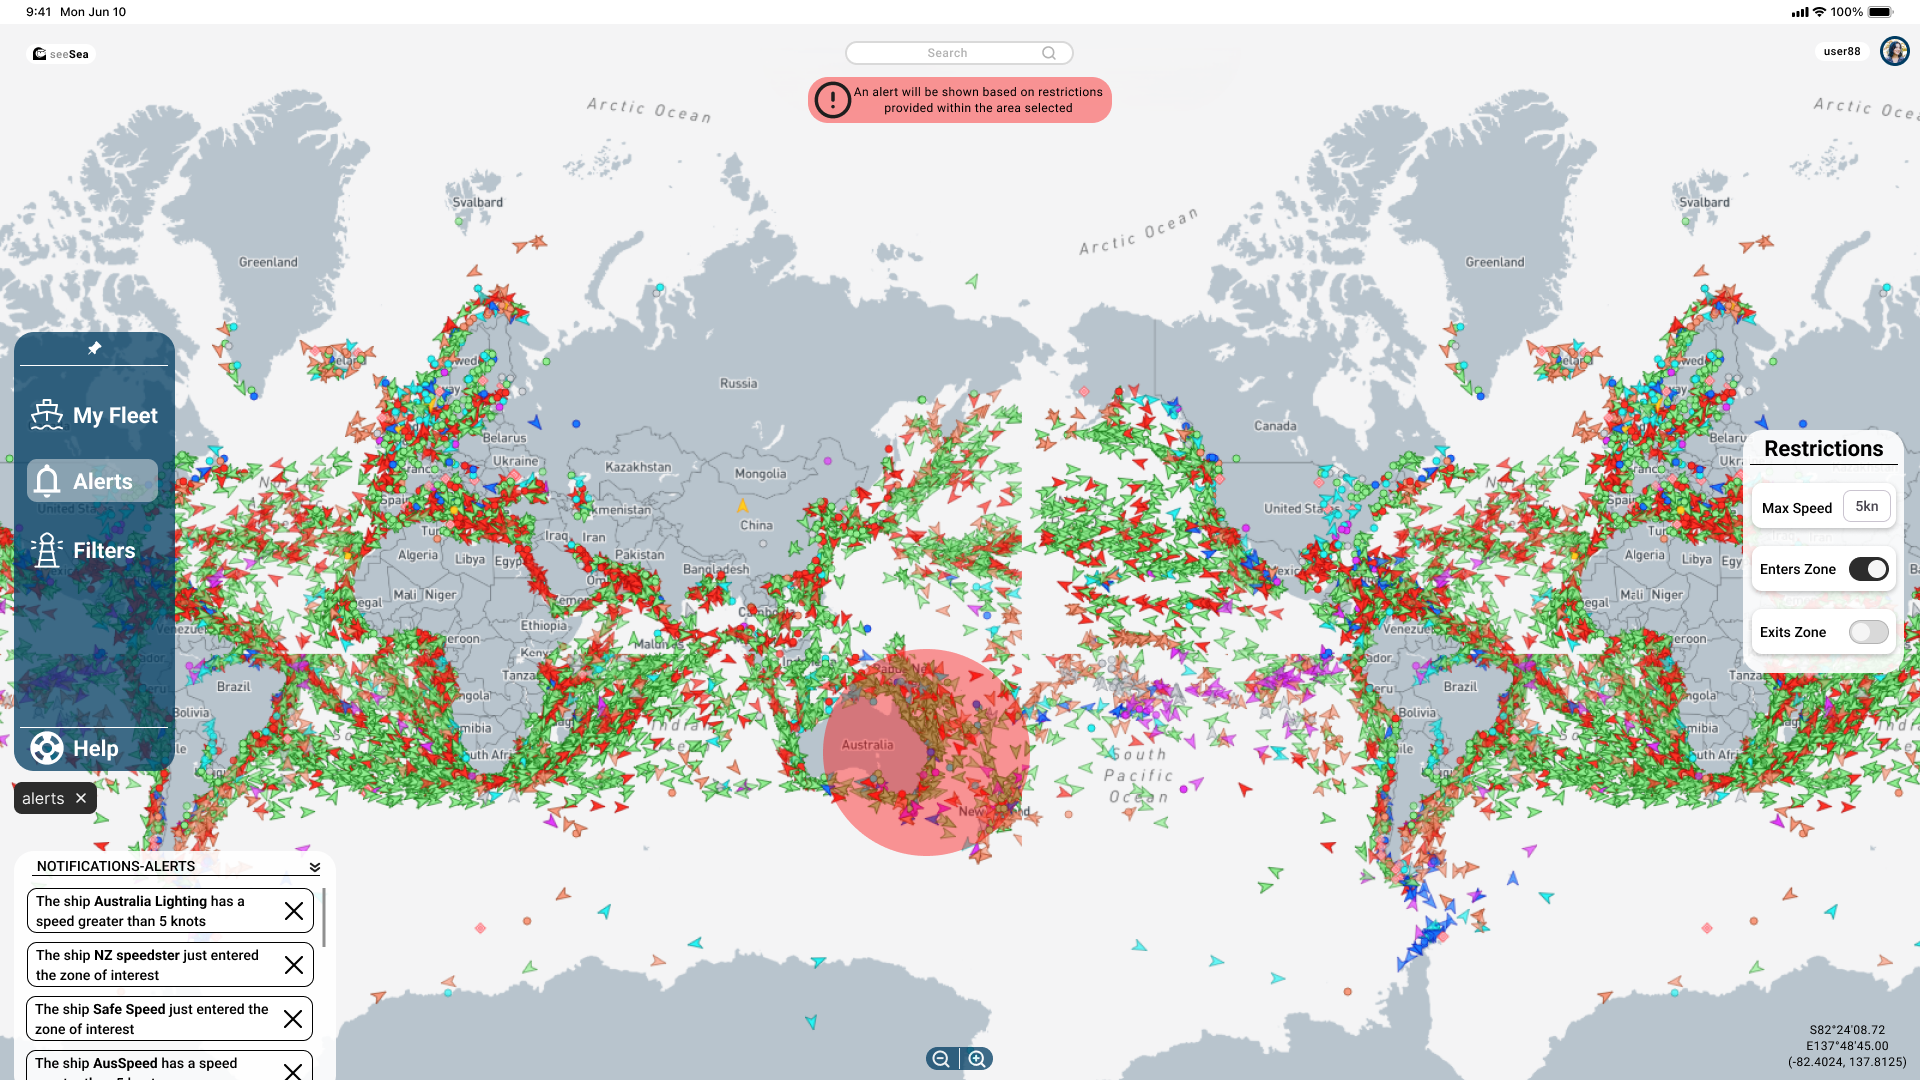 9:41 Mon Jun 10
100%
seeSea
Search
user88
An alert will be shown based on restrictions
provided within the area selected
Arctic Ocean
Arctic Ocean
Svalbard
Svalbard
Arctic Ocean
Greenland
Greenland
Russia
Canada
Belarus
Ukraine
Kazakhstan
Mongolia
China
United
Iraq
Iran
Pakistan
Bangladesh
Algeria
Libya
Algeria
Libya
Mali
Niger
Mali
Niger
Ethiopia
Brazil
Brazil
Bolivia
Bolivia
Australia
South
Pacific
Ocean
My Fleet
Alerts
Filters
Help
alerts
Restrictions
Max Speed 5kn
Enters Zone
Exits Zone
NOTIFICATIONS-ALERTS
The ship Australia Lighting has a
speed greater than 5 knots
The ship NZ speedster just entered
the zone of interest
The ship Safe Speed just entered the
zone of interest
The ship AusSpeed has a speed
S82°24'08.72
E137°48'45.00
(-82.4024, 137.8125)